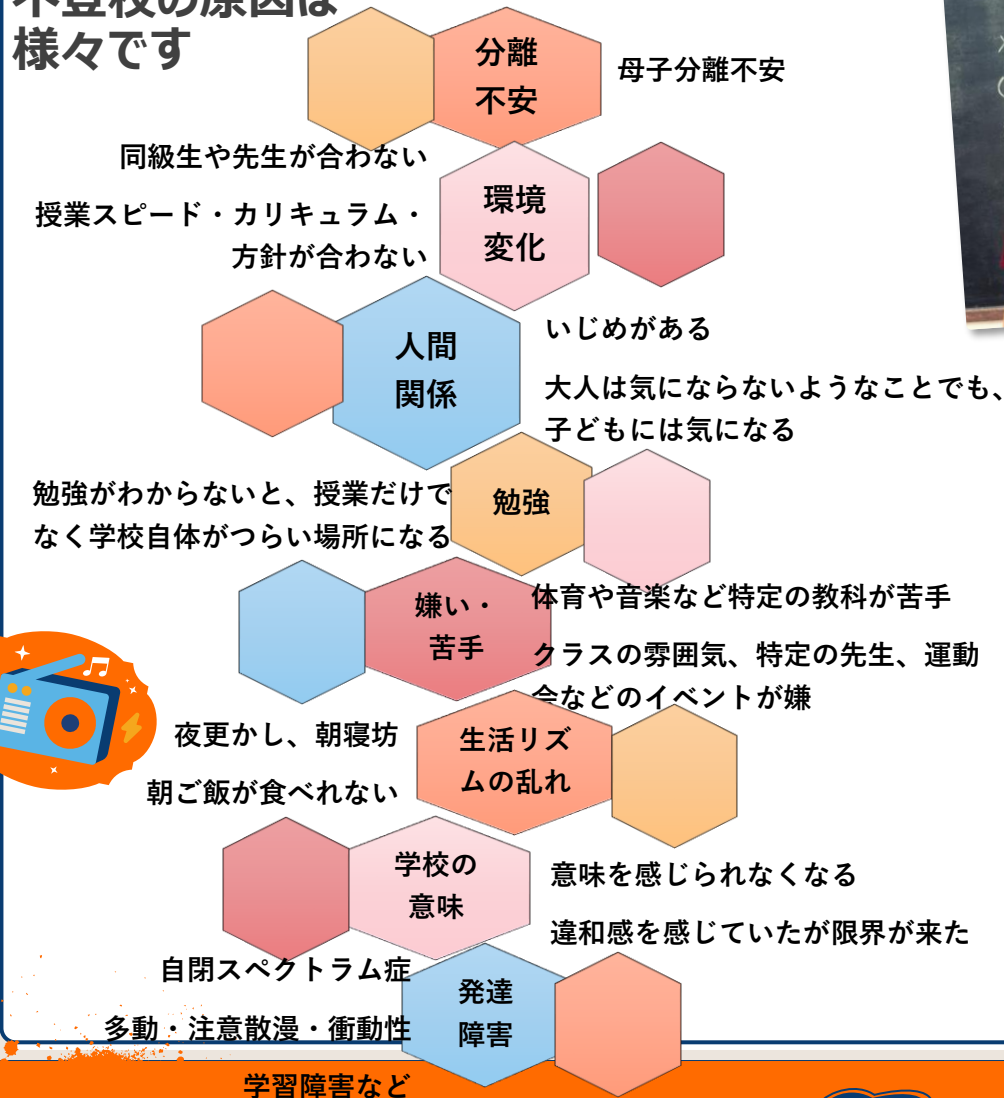 不登校の原因は
様々です
分離
不安
母子分離不安
同級生や先生が合わない
授業スピード・カリキュラム・
方針が合わない
環境
変化
人間
関係
いじめがある
大人は気にならないようなことでも、
子どもには気になる
勉強がわからないと、授業だけで
なく学校自体がつらい場所になる
勉強
嫌い・
苦手
体育や音楽など特定の教科が苦手
クラスの雰囲気、特定の先生、運動
会などのイベントが嫌
夜更かし、朝寝坊
朝ご飯が食べれない
生活リズ
ムの乱れ
学校の
意味
意味を感じられなくなる
違和感を感じていたが限界が来た
自閉スペクトラム症
多動・注意散漫・衝動性
学習障害など
発達
障害